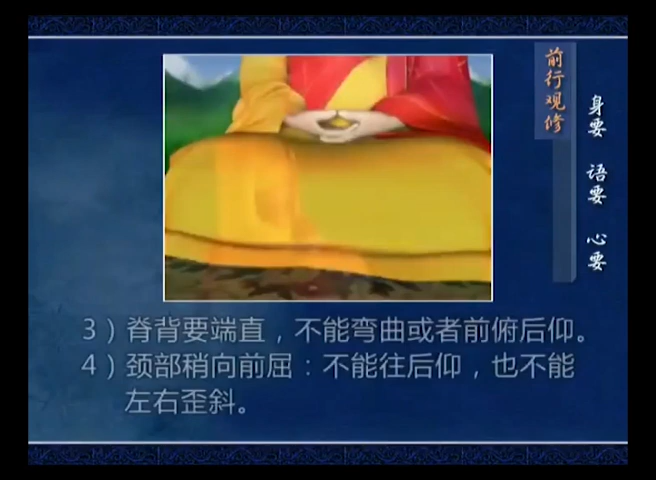 前行观修
身要 语要 心要
3）脊背要端直，不能弯曲或者前俯后仰。
4）颈部稍向前屈：不能往后仰，也不能
左右歪斜。